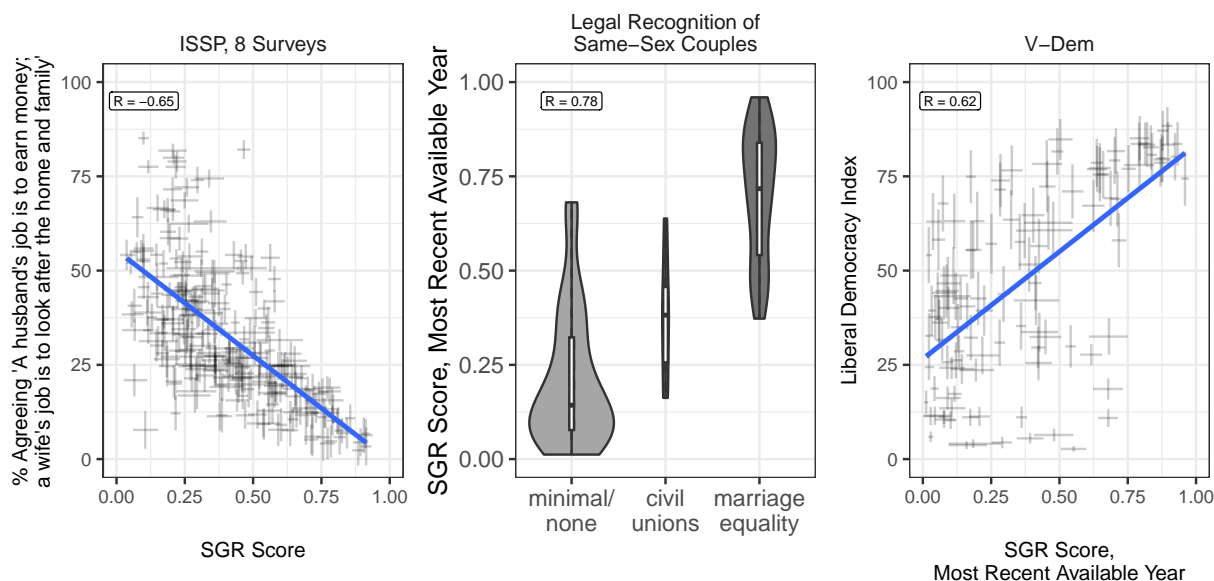 ISSP, 8 Surveys
% Agreeing 'A husband's job is to earn money;
a wife's job is to look after the home and family'
100
75
50
25
0
R = −0.65
0.00 0.25 0.50 0.75 1.00
SGR Score
Legal Recognition of
Same−Sex Couples
SGR Score, Most Recent Available Year
1.00
0.75
0.50
0.25
0.00
R = 0.78
minimal/ civil marriage
none unions equality
V−Dem
Liberal Democracy Index
100
75
50
25
0
R = 0.62
0.00 0.25 0.50 0.75 1.00
SGR Score,
Most Recent Available Year